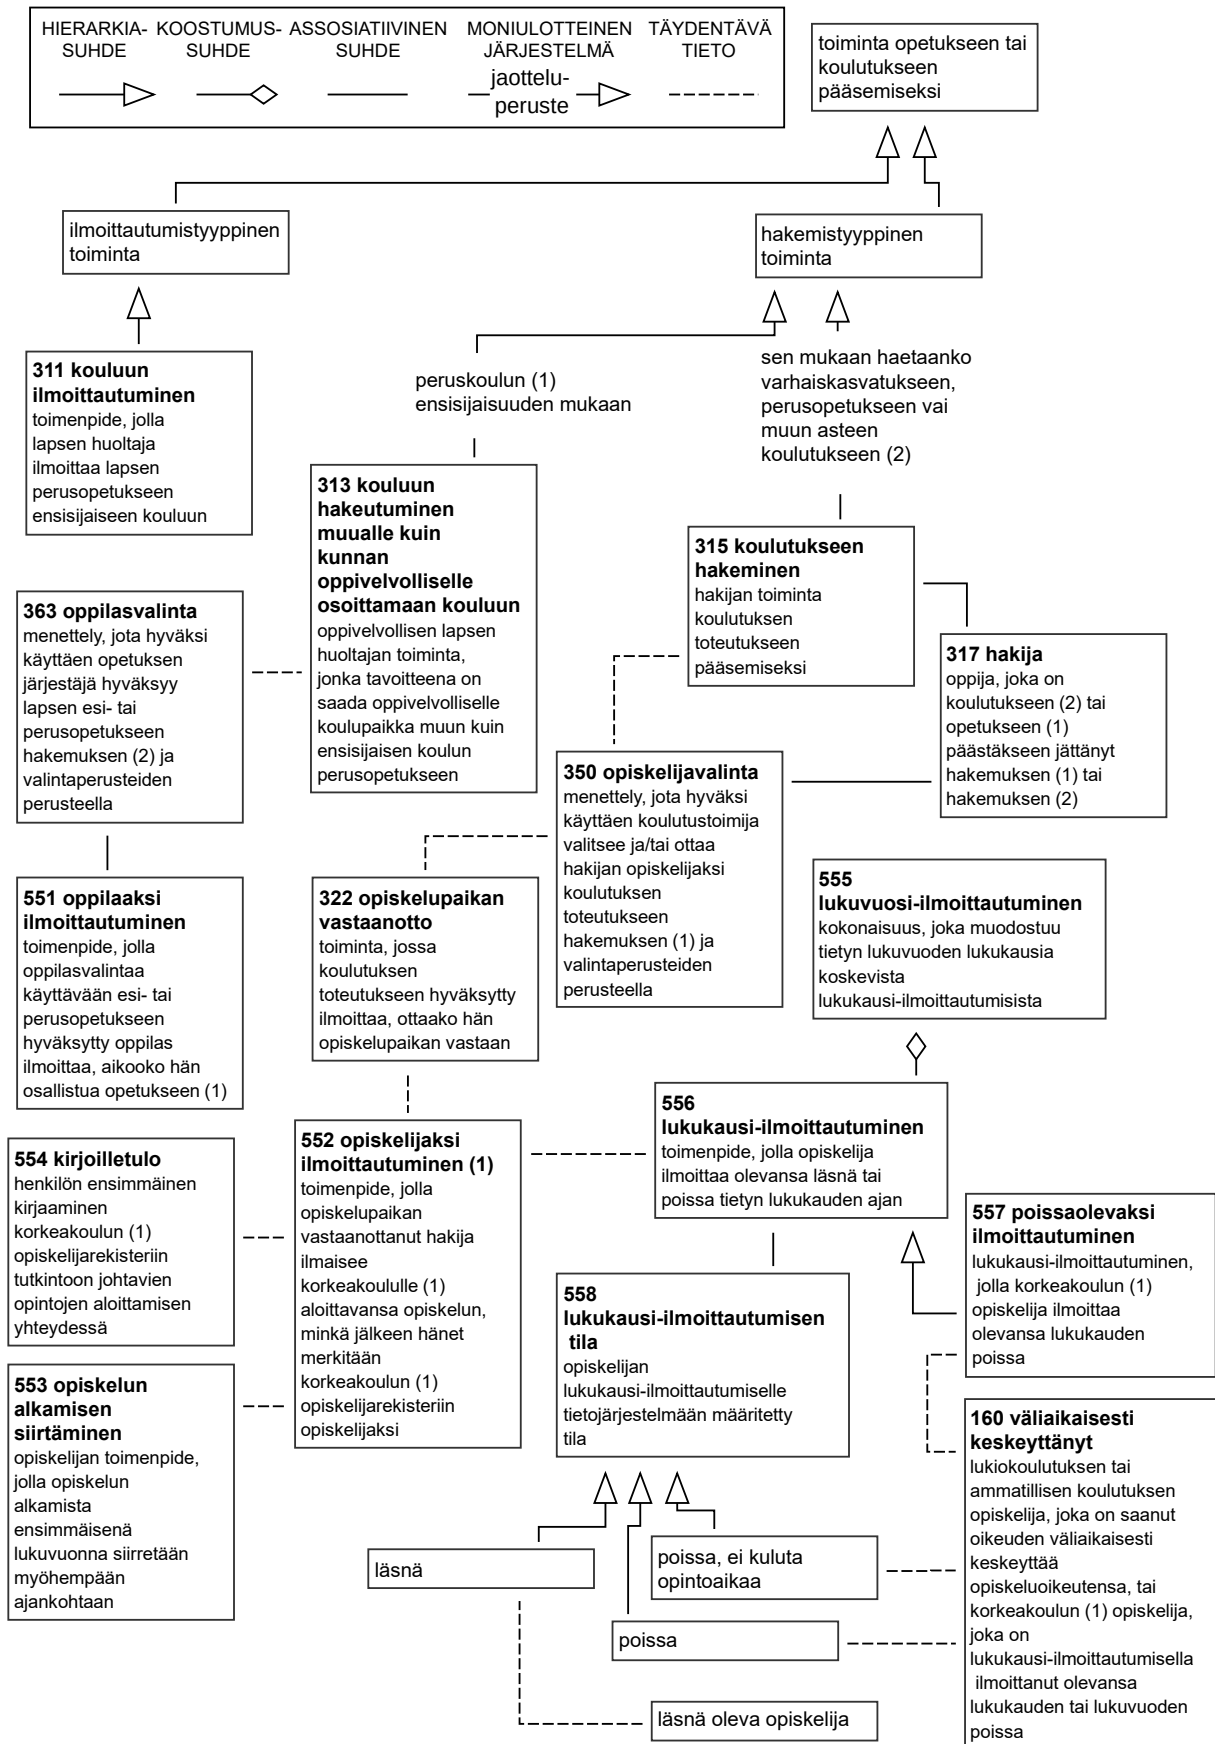 HIERARKIA-
SUHDE
KOOSTUMUS-
SUHDE
ASSOSIATIIVINEN
SUHDE
MONIULOTTEINEN
JÄRJESTELMÄ
jaottelu-
peruste
TÄYDENTÄVÄ
TIETO
toiminta opetukseen tai
koulutukseen
pääsemiseksi
ilmoittautumistyyppinen
toiminta
hakemistyyppinen
toiminta
311 kouluun
ilmoittautuminen
toimenpide, jolla
lapsen huoltaja
ilmoittaa lapsen
perusopetukseen
ensisijaiseen kouluun
peruskoulun (1)
ensisijaisuuden mukaan
sen mukaan haetaanko
varhaiskasvatukseen,
perusopetukseen vai
muun asteen
koulutukseen (2)
313 kouluun
hakeutuminen
muualle kuin
kunnan
oppivelvolliselle
osoittamaan kouluun
oppivelvollisen lapsen
huoltajan toiminta,
jonka tavoitteena on
saada oppivelvolliselle
koulupaikka muun kuin
ensisijaisen koulun
perusopetukseen
315 koulutukseen
hakeminen
hakijan toiminta
koulutuksen
toteutukseen
pääsemiseksi
363 oppilasvalinta
menettely, jota hyväksi
käyttäen opetuksen
järjestäjä hyväksyy
lapsen esi- tai
perusopetukseen
hakemuksen (2) ja
valintaperusteiden
perusteella
317 hakija
oppija, joka on
koulutukseen (2) tai
opetukseen (1)
päästäkseen jättänyt
hakemuksen (1) tai
hakemuksen (2)
350 opiskelijavalinta
menettely, jota hyväksi
käyttäen koulutustoimija
valitsee ja/tai ottaa
hakijan opiskelijaksi
koulutuksen
toteutukseen
hakemuksen (1) ja
valintaperusteiden
perusteella
551 oppilaaksi
ilmoittautuminen
toimenpide, jolla
oppilasvalintaa
käyttävään esi- tai
perusopetukseen
hyväksytty oppilas
ilmoittaa, aikooko hän
osallistua opetukseen (1)
322 opiskelupaikan
vastaanotto
toiminta, jossa
koulutuksen
toteutukseen hyväksytty
ilmoittaa, ottaako hän
opiskelupaikan vastaan
555
lukuvuosi-ilmoittautuminen
kokonaisuus, joka muodostuu
tietyn lukuvuoden lukukausia
koskevista
lukukausi-ilmoittautumisista
556
lukukausi-ilmoittautuminen
toimenpide, jolla opiskelija
ilmoittaa olevansa läsnä tai
poissa tietyn lukukauden ajan
554 kirjoilletulo
henkilön ensimmäinen
kirjaaminen
korkeakoulun (1)
opiskelijarekisteriin
tutkintoon johtavien
opintojen aloittamisen
yhteydessä
552 opiskelijaksi
ilmoittautuminen (1)
toimenpide, jolla
opiskelupaikan
vastaanottanut hakija
ilmaisee
korkeakoululle (1)
aloittavansa opiskelun,
minkä jälkeen hänet
merkitään
korkeakoulun (1)
opiskelijarekisteriin
opiskelijaksi
557 poissaolevaksi
ilmoittautuminen
lukukausi-ilmoittautuminen,
jolla korkeakoulun (1)
opiskelija ilmoittaa
olevansa lukukauden
poissa
558
lukukausi-ilmoittautumisen
tila
opiskelijan
lukukausi-ilmoittautumiselle
tietojärjestelmään määritetty
tila
553 opiskelun
alkamisen
siirtäminen
opiskelijan toimenpide,
jolla opiskelun
alkamista
ensimmäisenä
lukuvuonna siirretään
myöhempään
ajankohtaan
160 väliaikaisesti
keskeyttänyt
lukiokoulutuksen tai
ammatillisen koulutuksen
opiskelija, joka on saanut
oikeuden väliaikaisesti
keskeyttää
opiskeluoikeutensa, tai
korkeakoulun (1) opiskelija,
joka on
lukukausi-ilmoittautumisella
ilmoittanut olevansa
lukukauden tai lukuvuoden
poissa
läsnä
poissa, ei kuluta
opintoaikaa
poissa
läsnä oleva opiskelija